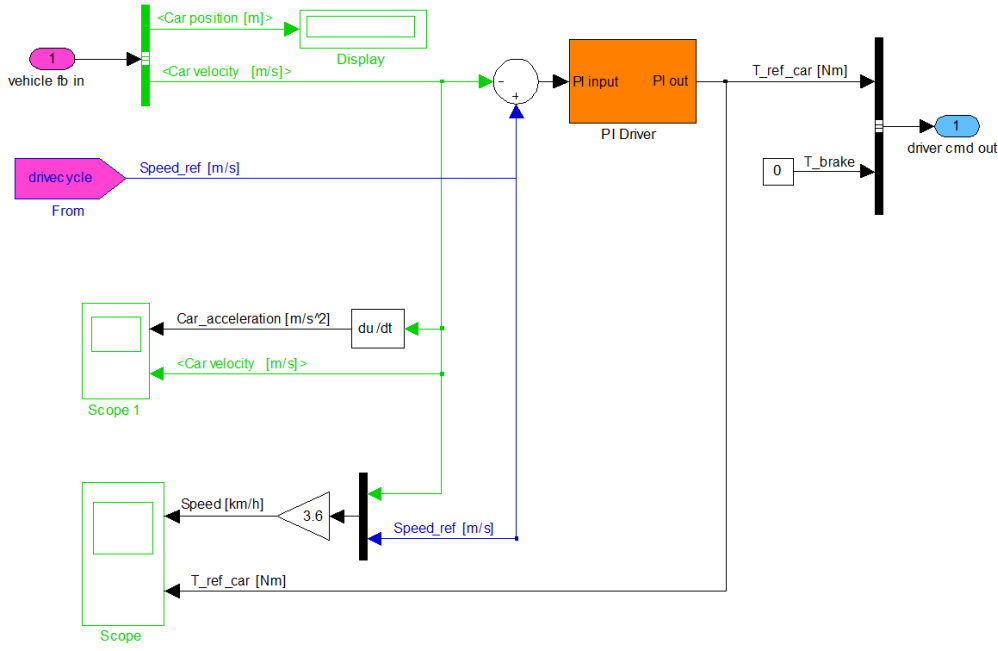 <Car position [m]>
1
vehicle fb in
Display
<Car velocity   [m/s]>
-
+
PI input
PI out
PI Driver
T_ref_car [Nm]
1
driver cmd out
0
T_brake
drivecycle
From
Speed_ref [m/s]
Car_acceleration [m/s^2]
du/dt
<Car velocity   [m/s]>
Scope 1
Speed [km/h]
3.6
Speed_ref [m/s]
T_ref_car [Nm]
Scope